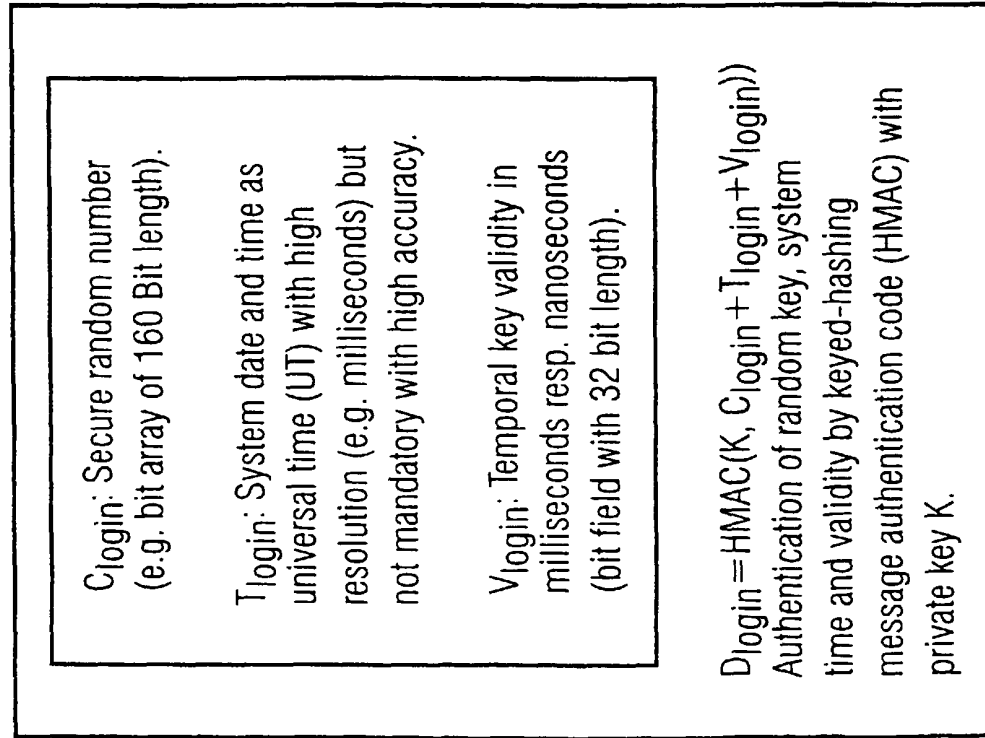 Clogin: Secure random number
(e.g. bit array of 160 Bit length).
Tlogin: System date and time as
universal time (UT) with high
resolution (e.g. milliseconds) but
not mandatory with high accuracy.
Vlogin: Temporal key validity in
milliseconds resp. nanoseconds
(bit field with 32 bit length).
Dlogin=HMAC(K, Clogin+Tlogin+Vlogin))
Authentication of random key, system
time and validity by keyed-hashing
message authentication code (HMAC) with
private key K.